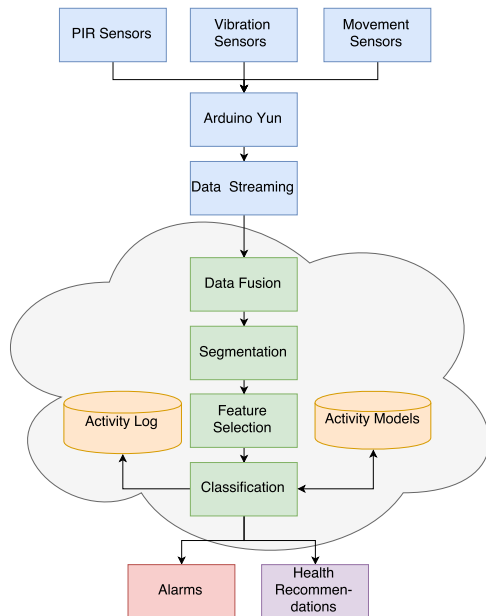 PIR Sensors
Vibration
Sensors
Movement
Sensors
Arduino Yun
Data Streaming
Data Fusion
Segmentation
Feature
Selection
Activity Log
Activity Models
Classification
Alarms
Health
Recommen-
dations